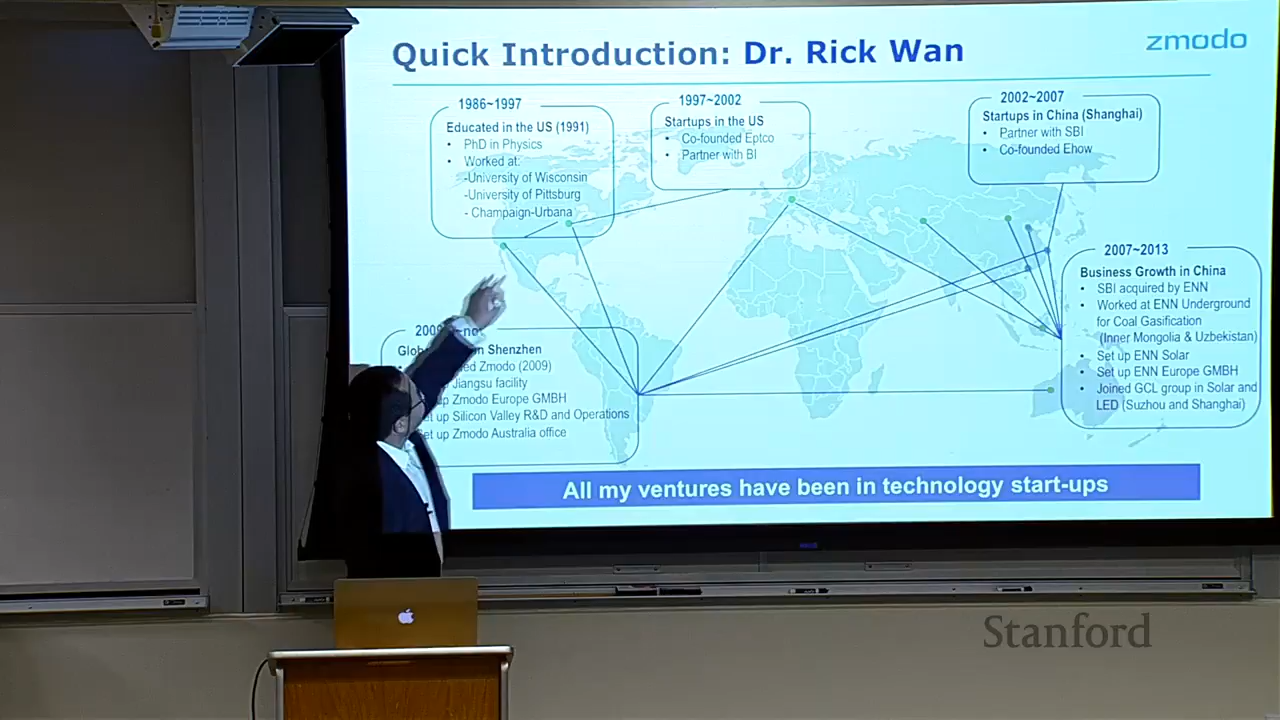 Quick Introduction: Dr. Rick Wan
zmodo
1986~1997
Educated in the US (1991)
• PhD in Physics
• Worked at:
-University of Wisconsin
-University of Pittsburg
- Champaign-Urbana
1997~2002
Startups in the US
• Co-founded Eptco
• Partner with BI
2002~2007
Startups in China (Shanghai)
• Partner with SBI
• Co-founded Ehow
2007~2013
Business Growth in China
• SBI acquired by ENN
• Worked at ENN Underground
for Coal Gasification
(Inner Mongolia & Uzbekistan)
• Set up ENN Solar
• Set up ENN Europe GMBH
• Joined GCL group in Solar and
LED (Suzhou and Shanghai)
Shenzhen
Zmodo (2009)
Jiangsu facility
up Zmodo Europe GMBH
up Silicon Valley R&D and Operations
et up Zmodo Australia office
All my ventures have been in technology start-ups
Stanford